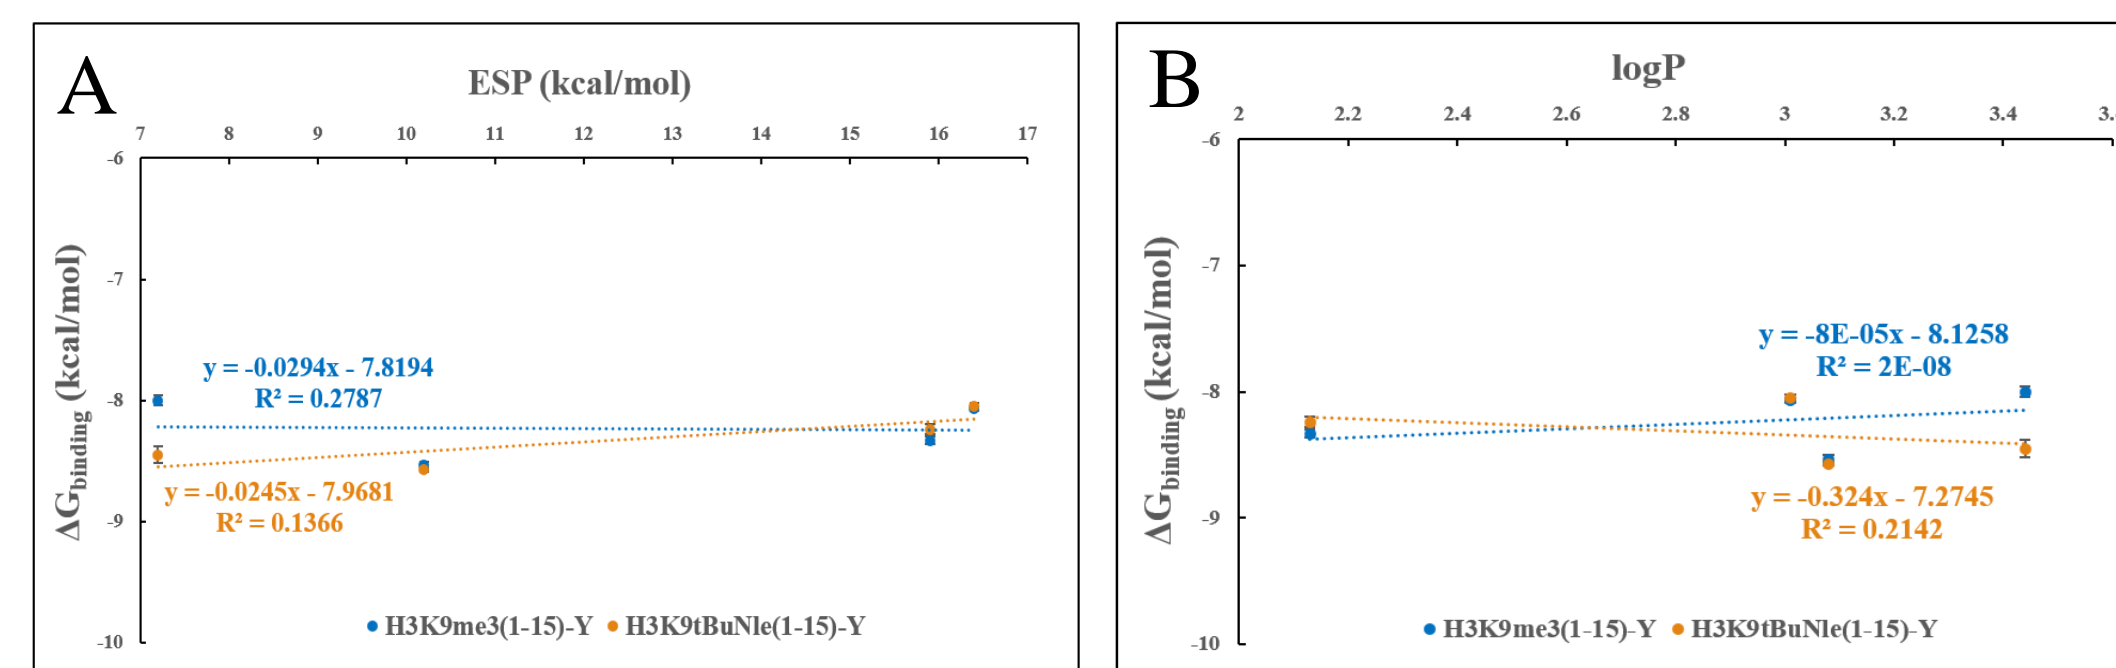 A
ESP (kcal/mol)
7 8 9 10 11 12 13 14 15 16 17
-6
-7
-8
-9
-10
ΔGbinding (kcal/mol)
y = -0.0294x - 7.8194
R² = 0.2787
y = -0.0245x - 7.9681
R² = 0.1366
H3K9me3(1-15)-Y H3K9tBuNle(1-15)-Y
B
logP
2 2.2 2.4 2.6 2.8 3 3.2 3.4
-6
-7
-8
-9
-10
ΔGbinding (kcal/mol)
y = -8E-05x - 8.1258
R² = 2E-08
y = -0.324x - 7.2745
R² = 0.2142
H3K9me3(1-15)-Y H3K9tBuNle(1-15)-Y